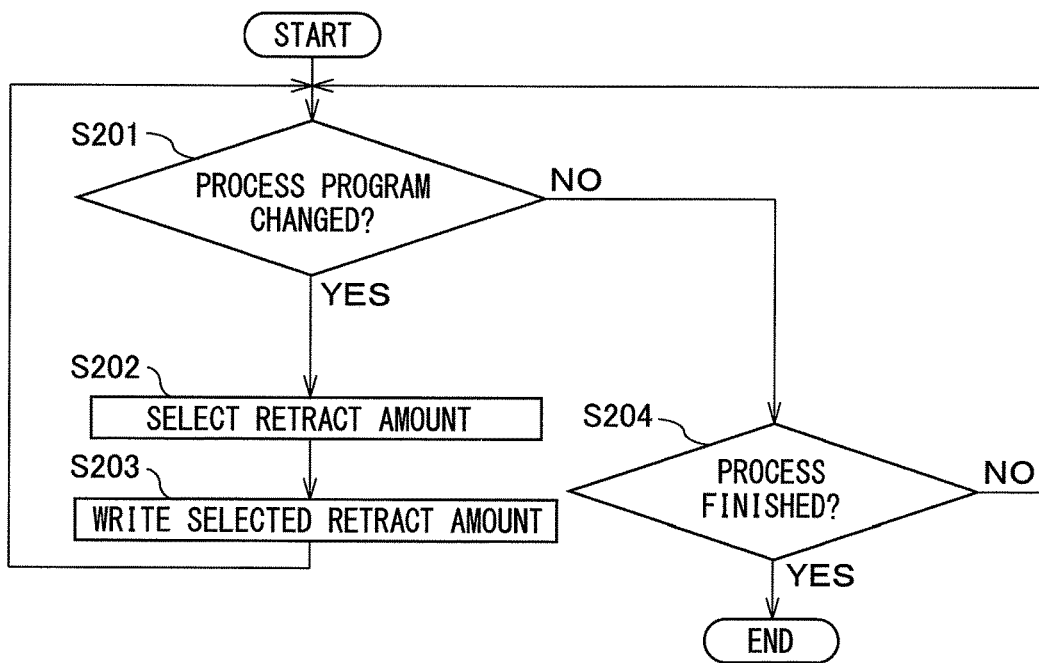 START
S201
PROCESS PROGRAM
CHANGED?
NO
YES
S202
SELECT RETRACT AMOUNT
S203
WRITE SELECTED RETRACT AMOUNT
S204
PROCESS
FINISHED?
NO
YES
END